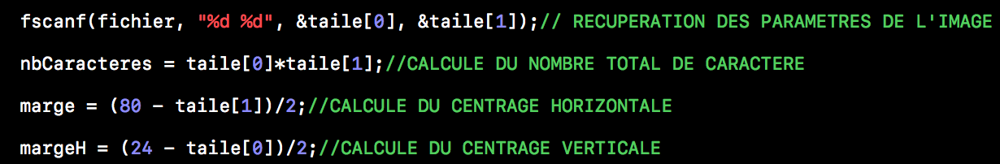 fscanf(fichier, "%d %d", &taile[0], &taile[1]);// RECUPERATION DES PARAMETRES DE L'IMAGE
nbCaracteres = taile[0]*taile[1];//CALCULE DU NOMBRE TOTAL DE CARACTERE
marge = (80 - taile[1])/2;//CALCULE DU CENTRAGE HORIZONTALE
margeH = (24 - taile[0])/2;//CALCULE DU CENTRAGE VERTICALE